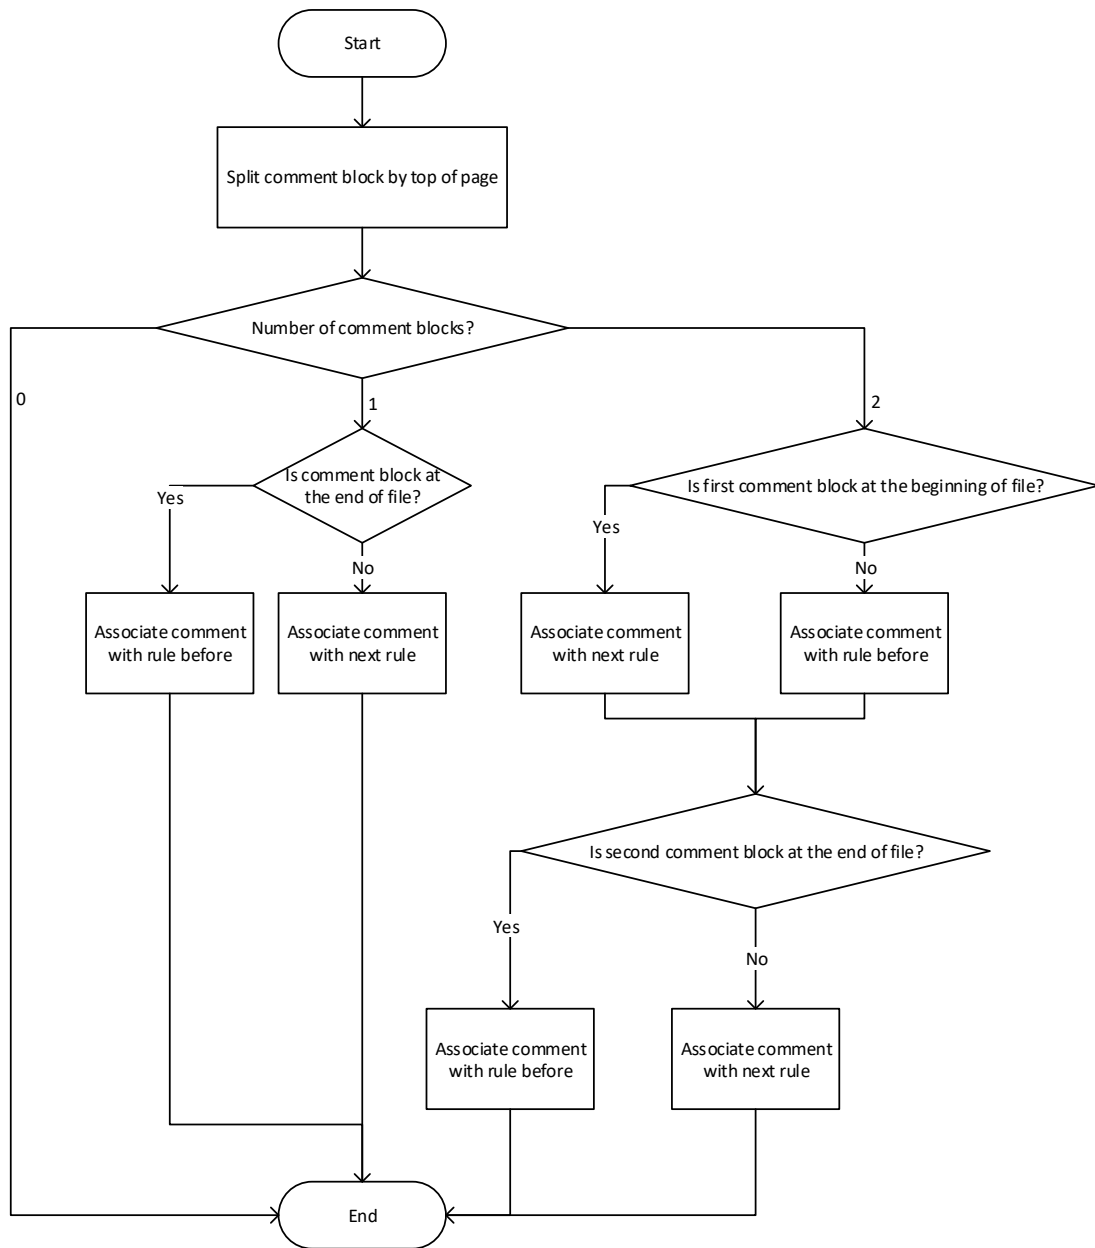 Start
Split comment block by top of page
Number of comment blocks?
0
1
2
Is comment block at
the end of file?
Is first comment block at the beginning of file?
Yes
No
Yes
No
Associate comment
with rule before
Associate comment
with next rule
Associate comment
with next rule
Associate comment
with rule before
Is second comment block at the end of file?
Yes
No
Associate comment
with rule before
Associate comment
with next rule
End